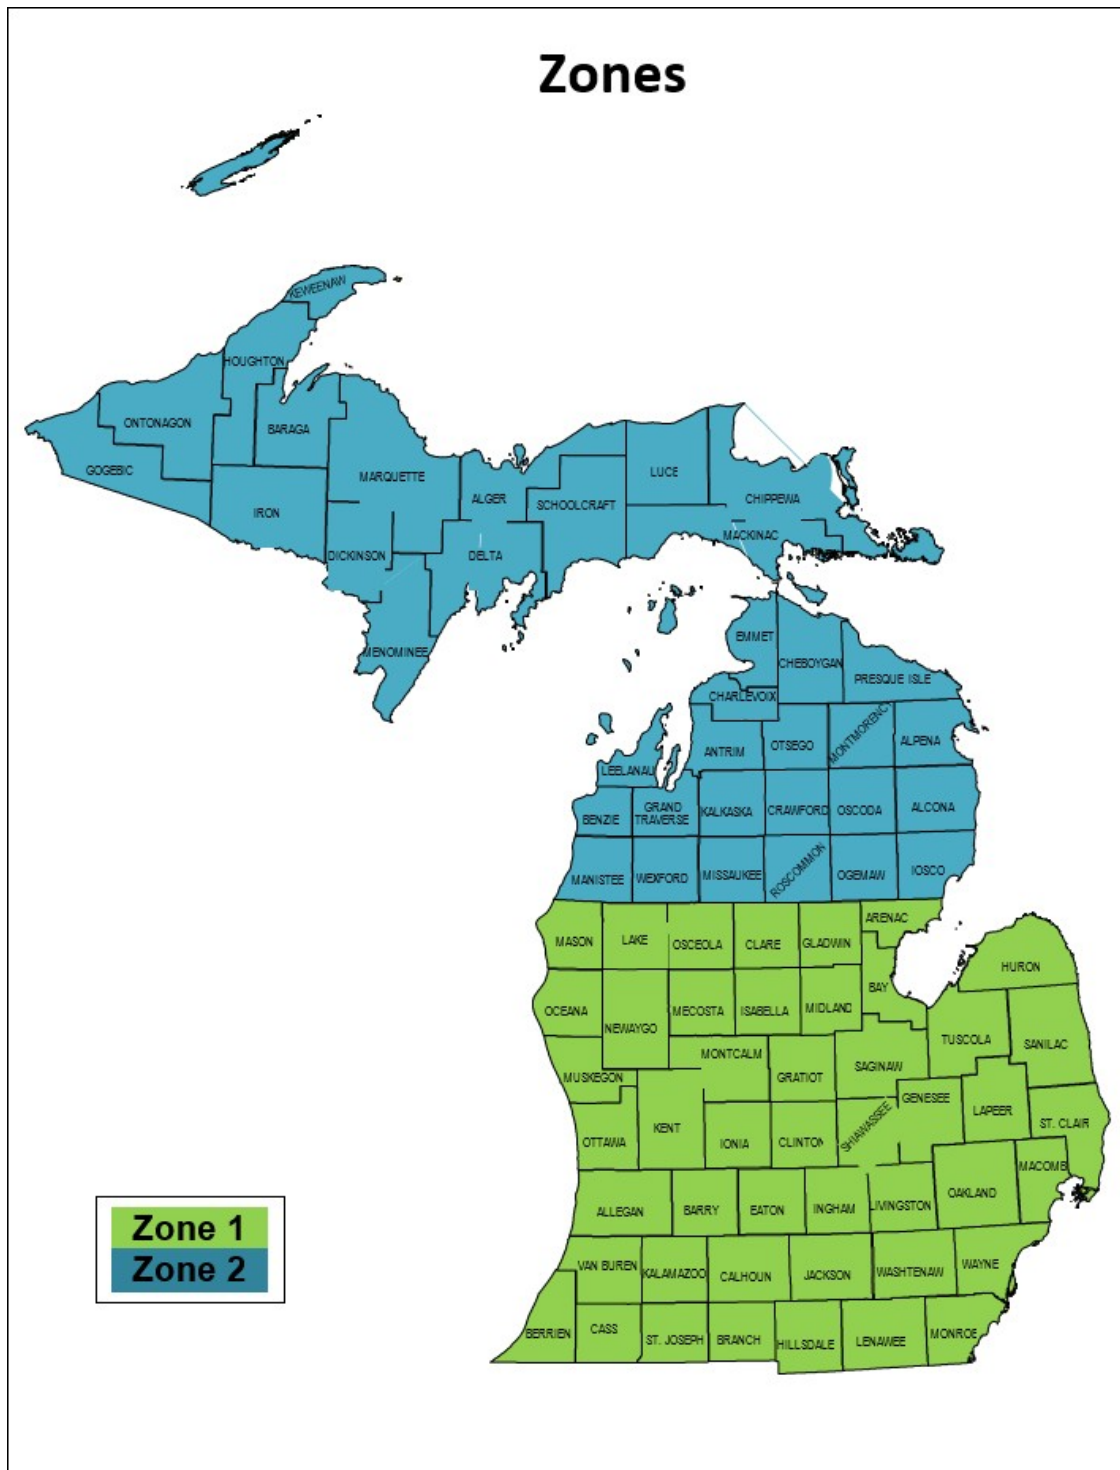 Zones
KEWEENAW
HOUGHTON
ONTONAGON
BARAGA
GOGEBIC
MARQUETTE
LUCE
ALGER
SCHOOLCRAFT
CHIPPEWA
IRON
MACKINAC
DICKINSON
DELTA
EMMET
MENOMINEE
CHEBOYGAN
PRESQUE ISLE
CHARLEVOIX
MONTMORENCY
ANTRIM
OTSEGO
ALPENA
LEELANAU
BENZIE
GRAND
TRAVERSE
KALKASKA
CRAWFORD
OSCODA
ALCONA
MANISTEE
WEXFORD
MISSAUKEE
ROSCOMMON
OGEMAW
IOSCO
MASON
LAKE
OSCEOLA
CLARE
GLADWIN
ARENAC
HURON
OCEANA
NEWAYGO
MECOSTA
ISABELLA
MIDLAND
BAY
TUSCOLA
SANILAC
MUSKEGON
MONTCALM
GRATIOT
SAGINAW
GENESEE
LAPEER
ST. CLAIR
OTTAWA
KENT
IONIA
CLINTON
SHIAWASSEE
MACOMB
ALLEGAN
BARRY
EATON
INGHAM
LIVINGSTON
OAKLAND
VAN BUREN
KALAMAZOO
CALHOUN
JACKSON
WASHTENAW
WAYNE
BERRIEN
CASS
ST. JOSEPH
BRANCH
HILLSDALE
LENAWEE
MONROE
Zone 1
Zone 2